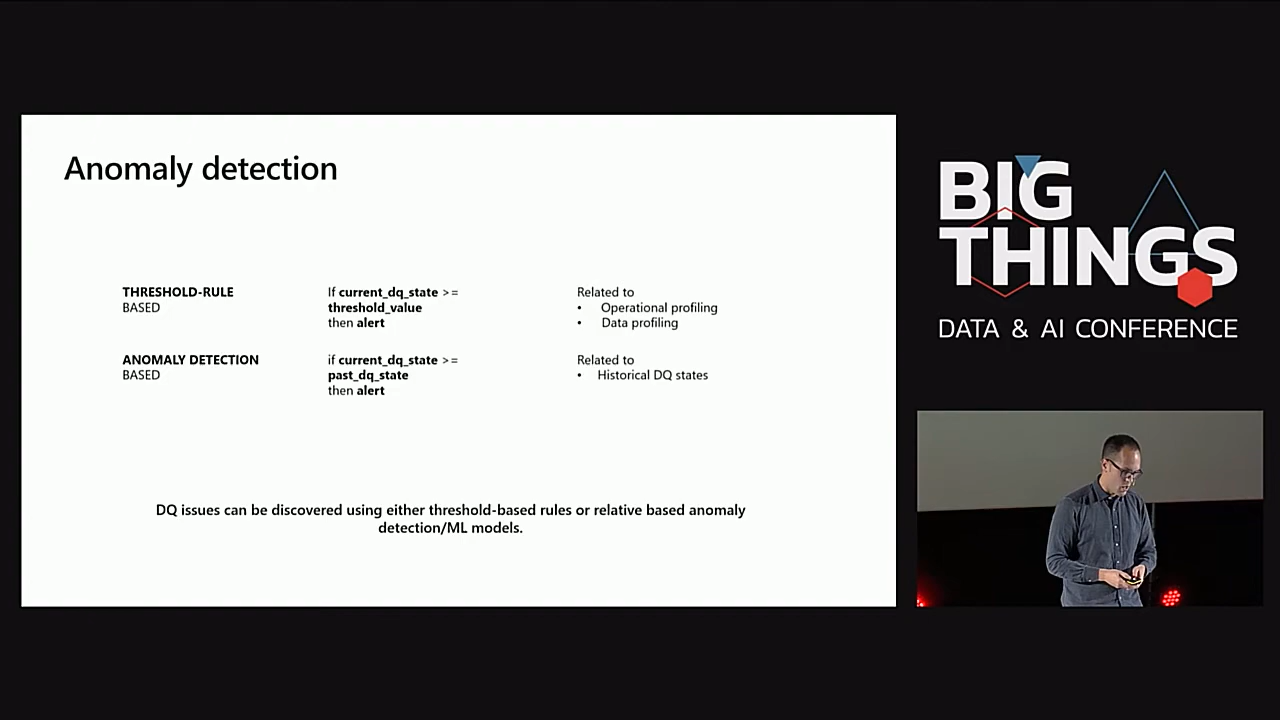 Anomaly detection
THRESHOLD-RULE
BASED
If current_dq_state >=
threshold_value
then alert
Related to
• Operational profiling
• Data profiling
ANOMALY DETECTION
BASED
if current_dq_state >=
past_dq_state
then alert
Related to
• Historical DQ states
DQ issues can be discovered using either threshold-based rules or relative based anomaly
detection/ML models.
BIG
THINGS
DATA & AI CONFERENCE